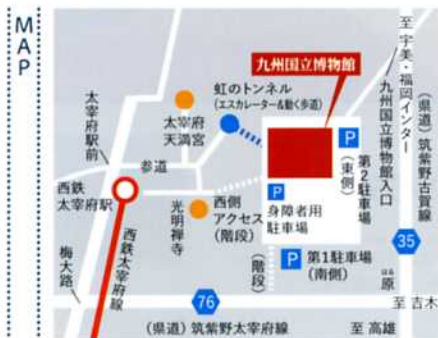 MAP
九州国立博物館
至 宇美・福岡インター
九州国立博物館入口
(県道)筑紫野古賀線
虹のトンネル
(エスカレーター&動く歩道)
太宰府
天満宮
太宰府駅前
参道
西鉄
太宰府駅
光明禅寺
西側
アクセス
(階段)
P
第2駐車場
(東側)
P
身障者用
駐車場
P
第1駐車場
(南側)
(階段)
梅大路
西鉄太宰府線
35
原
はる
至 吉木
76
(県道)筑紫野太宰府線
至 高雄